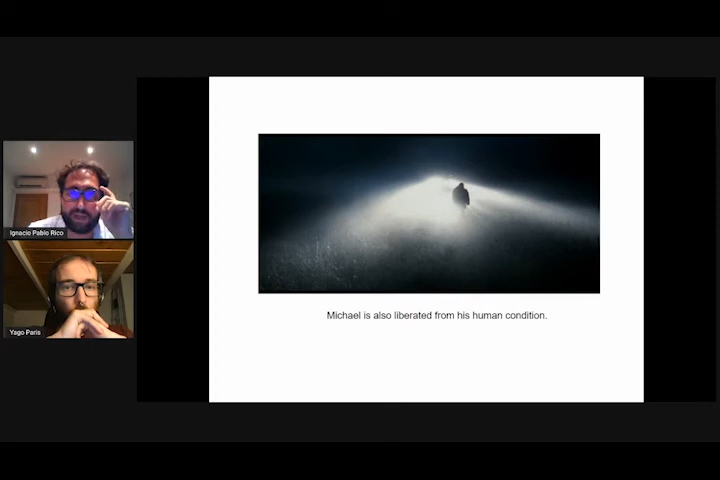 Ignacio Pablo Rico
Yago Paris
Michael is also liberated from his human condition.